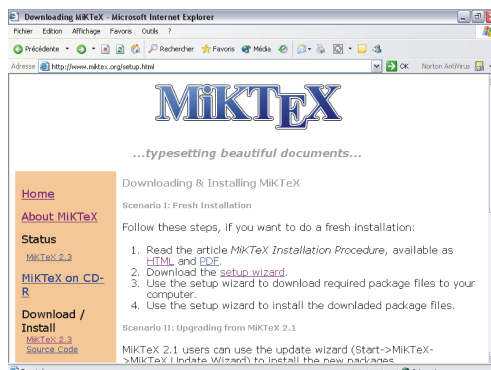 Downloading MiKTeX - Microsoft Internet Explorer
Fichier Edition Affichage Favoris Outils ?
Précédente Rechercher Favoris Média
Adresse http://www.miktex.org/setup.html OK Norton AntiVirus
MiKTEX
...typesetting beautiful documents...
Home
About MiKTeX
Status
MiKTeX 2.3
MiKTeX on CD-
R
Download /
Install
MiKTeX 2.3
Source Code
Downloading & Installing MiKTeX
Scenario I: Fresh Installation
Follow these steps, if you want to do a fresh installation:
1. Read the article MiKTeX Installation Procedure, available as
HTML and PDF.
2. Download the setup wizard.
3. Use the setup wizard to download required package files to your
computer.
4. Use the setup wizard to install the downladed package files.
Scenario II: Upgrading from MiKTeX 2.1
MiKTeX 2.1 users can use the update wizard (Start->MiKTeX-
>MiKTeX Update Wizard) to install the new packages.